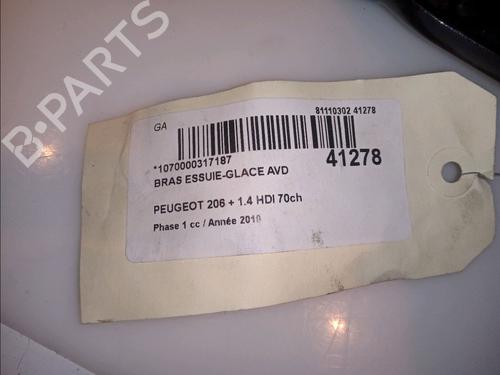 B-PARTS
GA
81110302 41278
*1070000317187
41278
BRAS ESSUIE-GLACE AVD
PEUGEOT 206 + 1.4 HDI 70ch
Phase 1 cc / Année 2010